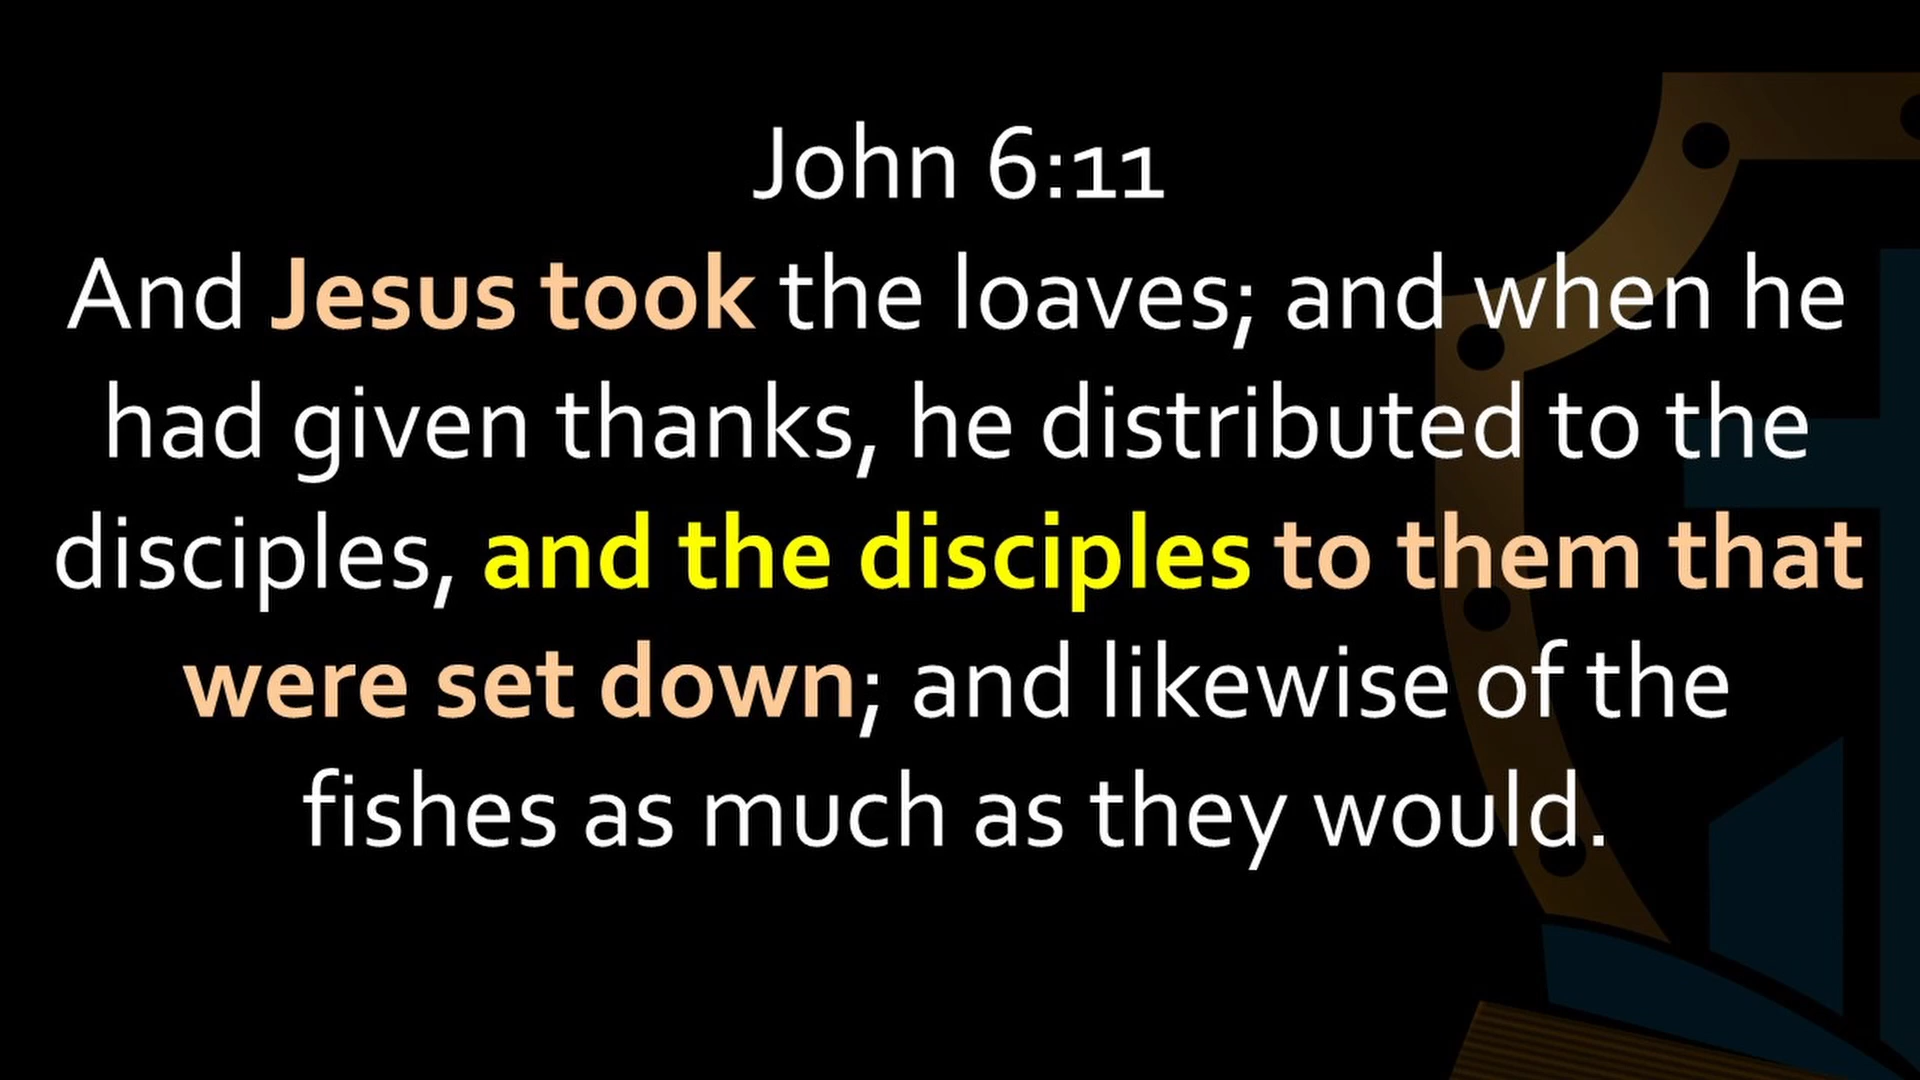 John 6:11
And Jesus took the loaves; and when he
had given thanks, he distributed to the
disciples, and the disciples to them that
were set down; and likewise of the
fishes as much as they would.